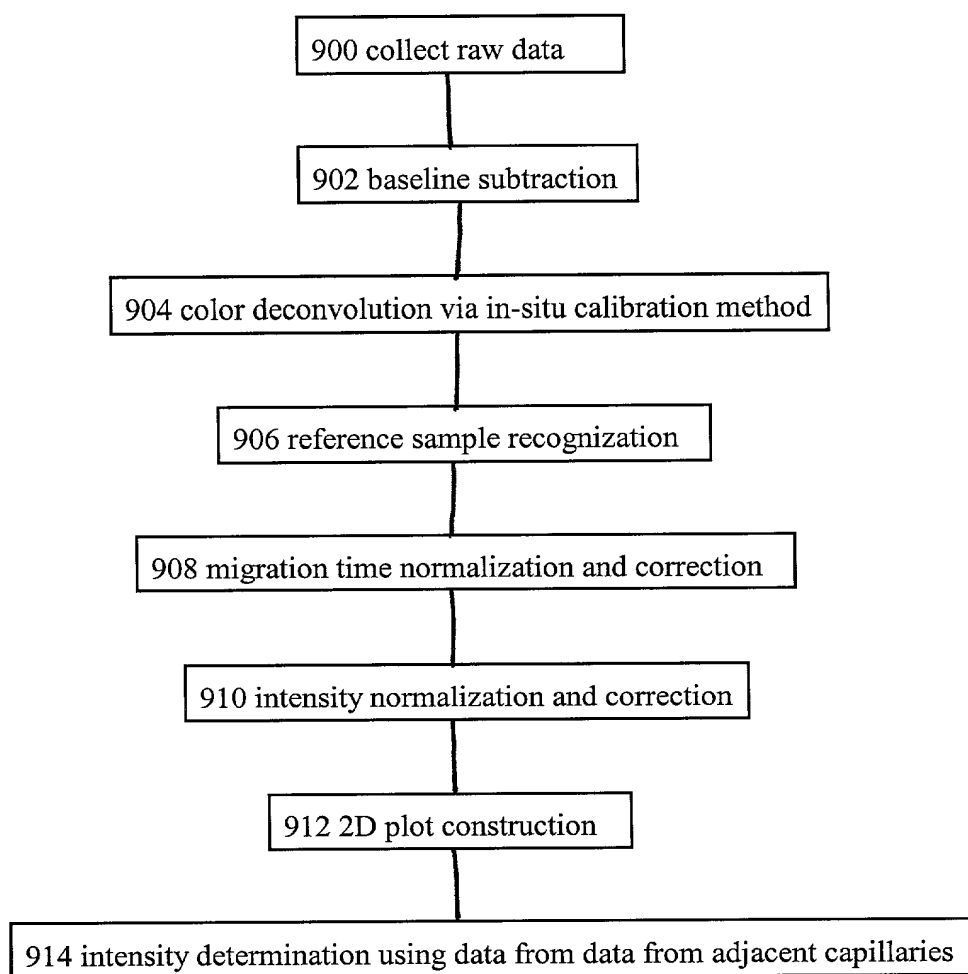 900 collect raw data
902 baseline subtraction
904 color deconvolution via in-situ calibration method
906 reference sample recognization
908 migration time normalization and correction
910 intensity normalization and correction
912 2D plot construction
914 intensity determination using data from data from adjacent capillaries